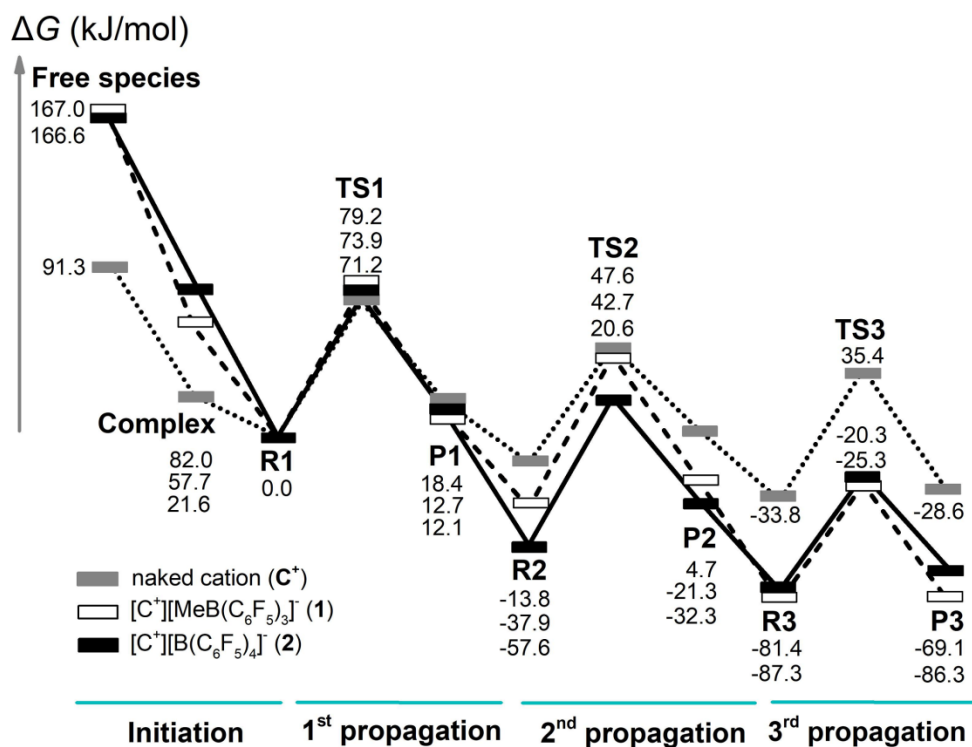 ΔG (kJ/mol)
Free species
167.0
166.6
91.3
Complex
82.0
57.7
21.6
R1
0.0
TS1
79.2
73.9
71.2
P1
18.4
12.7
12.1
R2
-13.8
-37.9
-57.6
TS2
47.6
42.7
20.6
P2
4.7
-21.3
-32.3
-33.8
R3
-81.4
-87.3
TS3
35.4
-20.3
-25.3
-28.6
P3
-69.1
-86.3
naked cation (C⁺)
[C⁺][MeB(C₆F₅)₃]⁻ (1)
[C⁺][B(C₆F₅)₄]⁻ (2)
Initiation
1st propagation
2nd propagation
3rd propagation